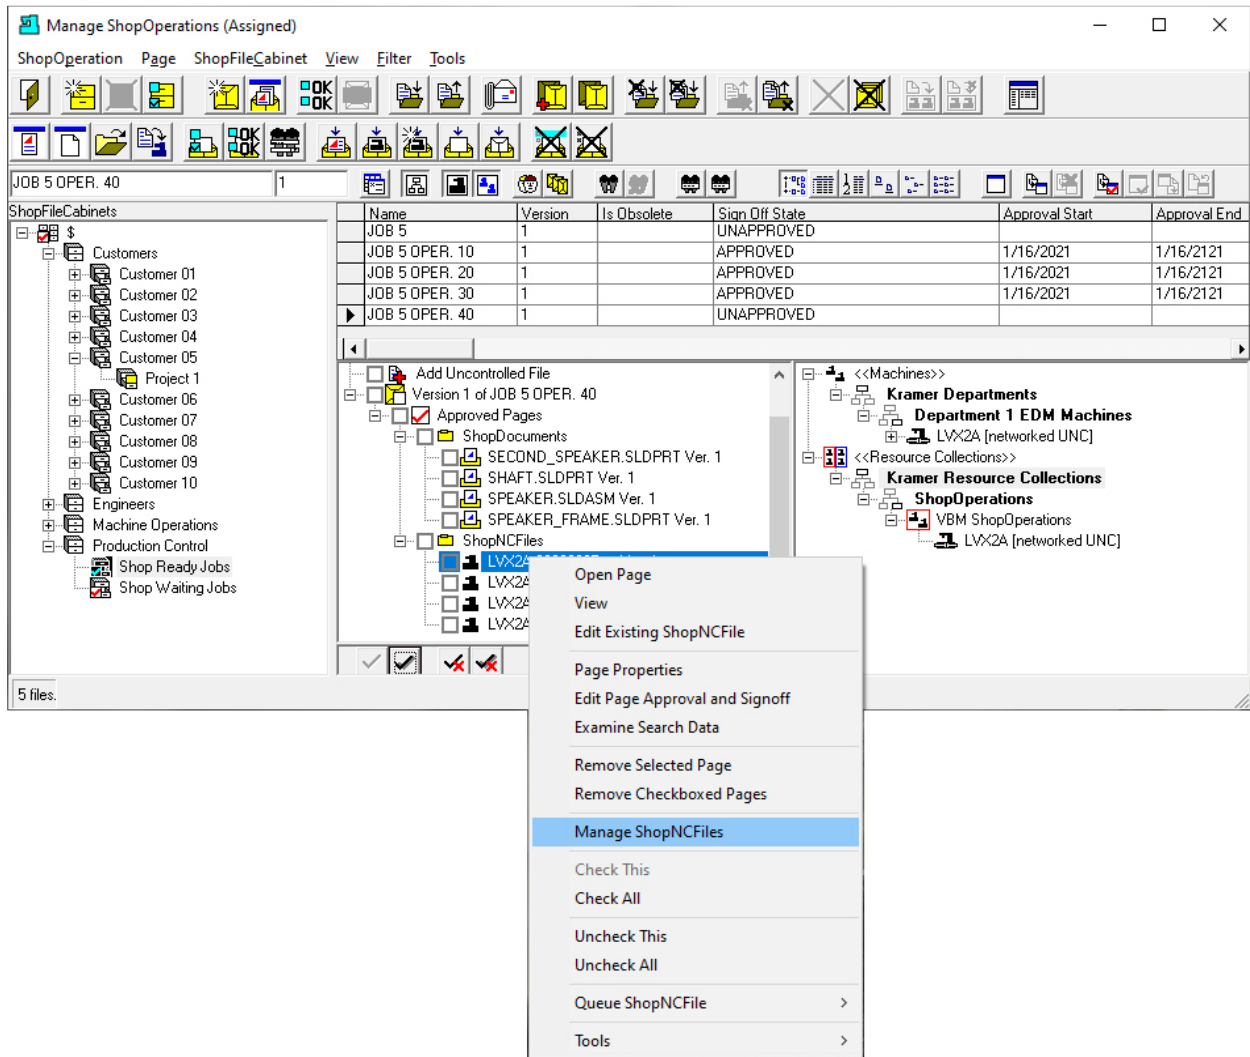 Manage ShopOperations (Assigned)
ShopOperation Page ShopFileCabinet View Filter Tools
JOB 5 OPER. 40 1
ShopFileCabinets
$
Customers
Customer 01
Customer 02
Customer 03
Customer 04
Customer 05
Project 1
Customer 06
Customer 07
Customer 08
Customer 09
Customer 10
Engineers
Machine Operations
Production Control
Shop Ready Jobs
Shop Waiting Jobs
Name Version Is Obsolete Sign Off State Approval Start Approval End
JOB 5 1 UNAPPROVED
JOB 5 OPER. 10 1 APPROVED 1/16/2021 1/16/2121
JOB 5 OPER. 20 1 APPROVED 1/16/2021 1/16/2121
JOB 5 OPER. 30 1 APPROVED 1/16/2021 1/16/2121
JOB 5 OPER. 40 1 UNAPPROVED
Add Uncontrolled File
Version 1 of JOB 5 OPER. 40
Approved Pages
ShopDocuments
SECOND_SPEAKER.SLDPRT Ver. 1
SHAFT.SLDPRT Ver. 1
SPEAKER.SLDASM Ver. 1
SPEAKER_FRAME.SLDPRT Ver. 1
ShopNCFiles
LVX2A
LVX2A
LVX2A
LVX2A
<<Machines>>
Kramer Departments
Department 1 EDM Machines
LVX2A [networked UNC]
<<Resource Collections>>
Kramer Resource Collections
ShopOperations
VBM ShopOperations
LVX2A [networked UNC]
Open Page
View
Edit Existing ShopNCFile
Page Properties
Edit Page Approval and Signoff
Examine Search Data
Remove Selected Page
Remove Checkboxed Pages
Manage ShopNCFiles
Check This
Check All
Uncheck This
Uncheck All
Queue ShopNCFile
Tools
5 files.